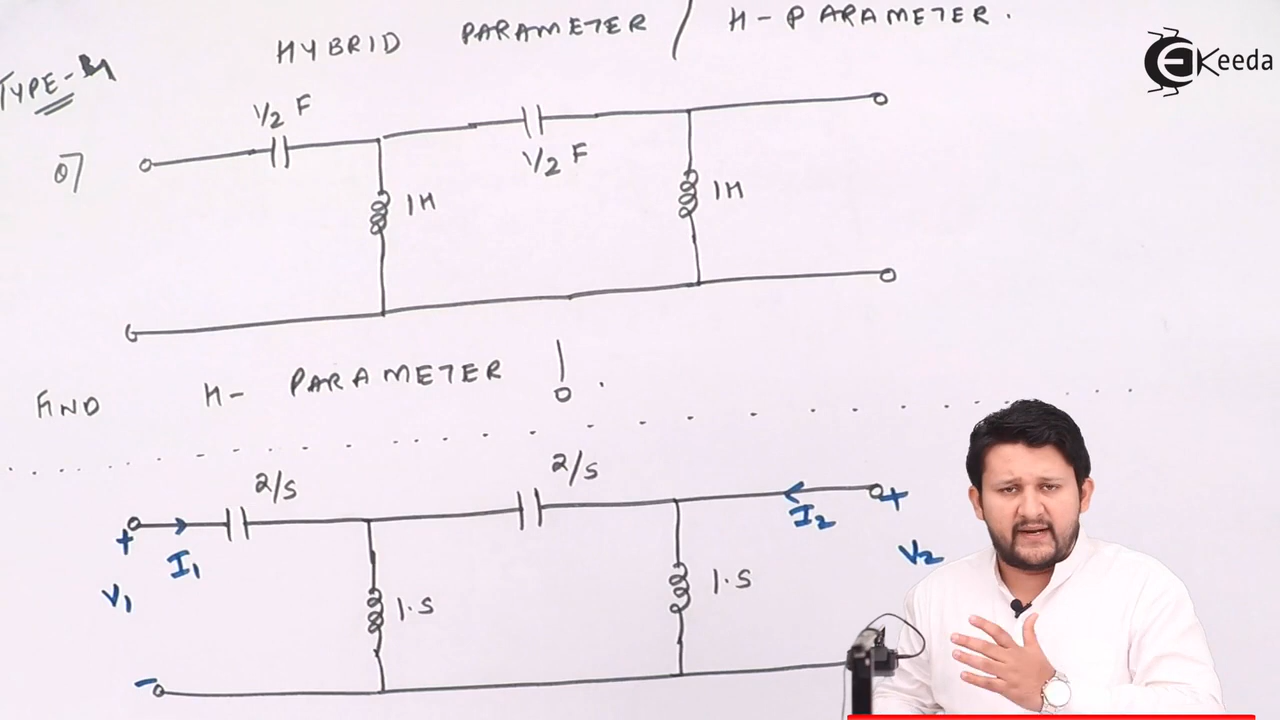 HYBRID PARAMETER / H-PARAMETER.
EKeeda
TYPE-
1/2 F
Q7
1/2 F
1H
1H
FIND H- PARAMETER !
2/S
2/S
+
I1
I2
+
V1
V2
1.S
1.S
-